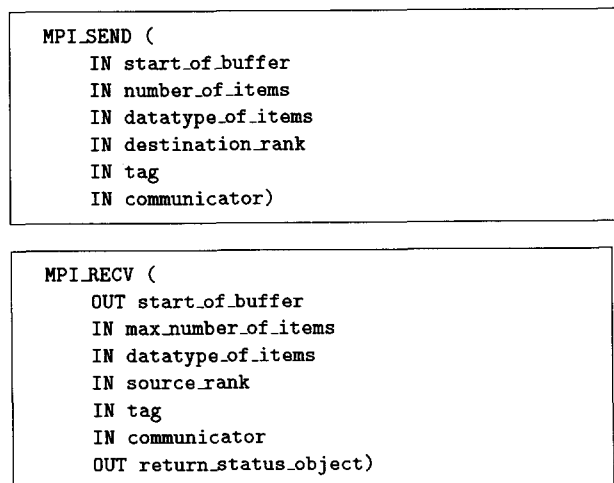 MPI_SEND (
IN start_of_buffer
IN number_of_items
IN datatype_of_items
IN destination_rank
IN tag
IN communicator)
MPI_RECV (
OUT start_of_buffer
IN max_number_of_items
IN datatype_of_items
IN source_rank
IN tag
IN communicator
OUT return_status_object)